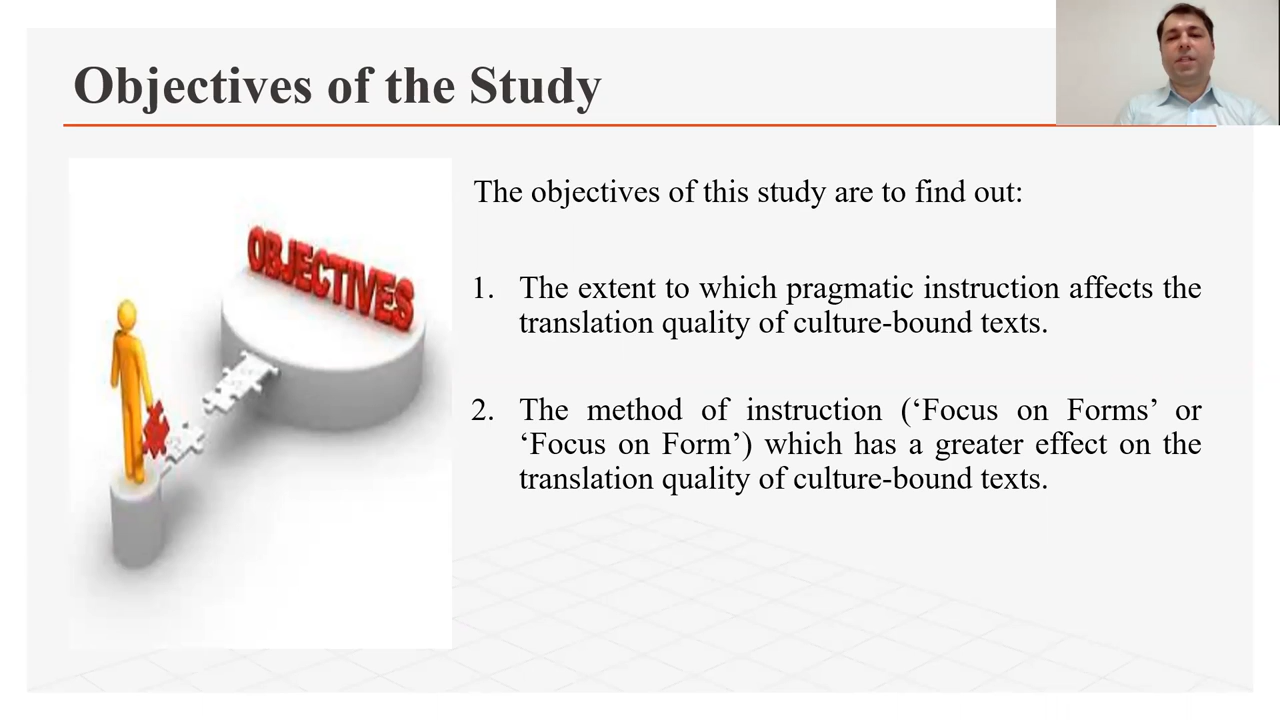 Objectives of the Study
OBJECTIVES
The objectives of this study are to find out:
1. The extent to which pragmatic instruction affects the
translation quality of culture-bound texts.
2. The method of instruction (‘Focus on Forms’ or
‘Focus on Form’) which has a greater effect on the
translation quality of culture-bound texts.